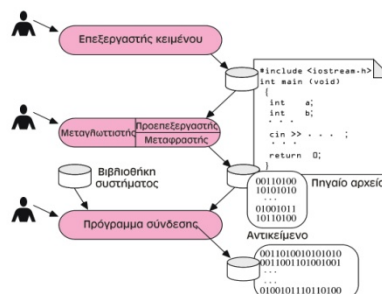 Επεξεργαστής κειμένου
#include <iostream.h>
int main (void)
{
int a;
int b;
. . .
cin >> . . . ;
. . .
return 0;
}
Μεταγλωττιστής
Προεπεξεργαστής
Μεταφραστής
Βιβλιοθήκη
συστήματος
Πηγαίο αρχείο
00110100
10101010
...
01001011
10110100
Αντικείμενο
Πρόγραμμα σύνδεσης
0011010010101010
0011001101001001
...
...
0100101110110100